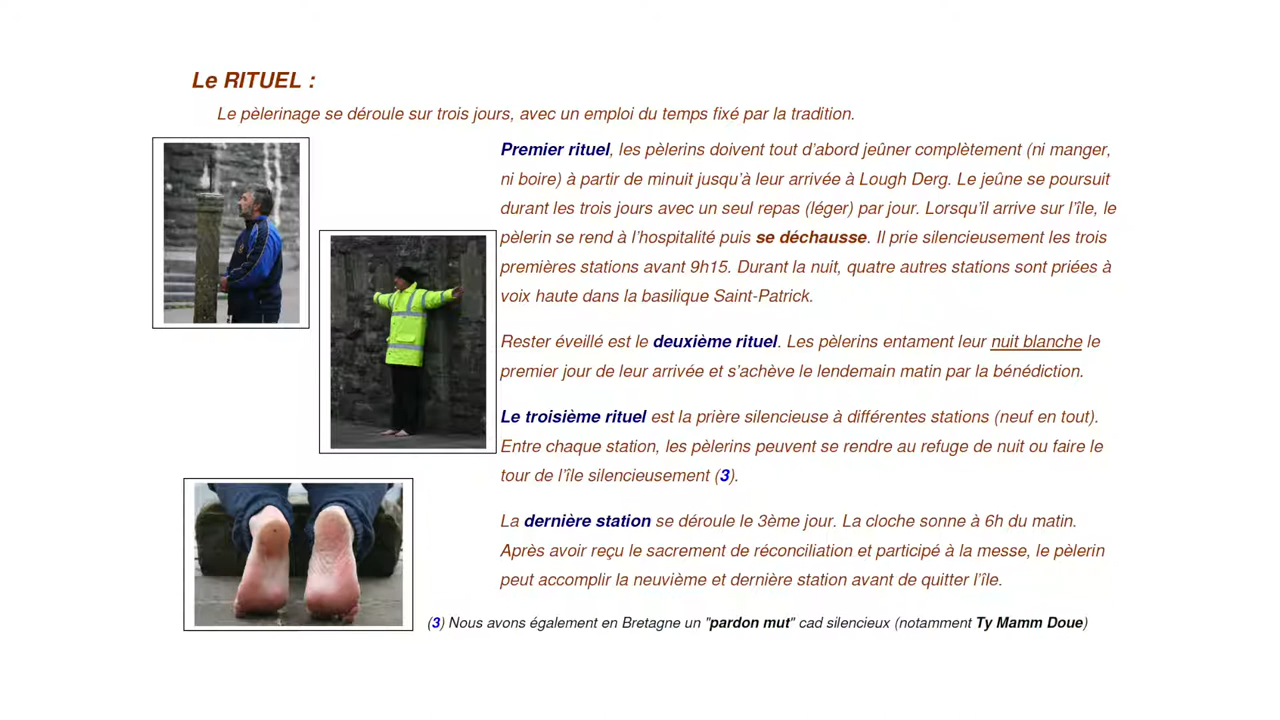 Le RITUEL :
Le pèlerinage se déroule sur trois jours, avec un emploi du temps fixé par la tradition.
Premier rituel, les pèlerins doivent tout d'abord jeûner complètement (ni manger,
ni boire) à partir de minuit jusqu'à leur arrivée à Lough Derg. Le jeûne se poursuit
durant les trois jours avec un seul repas (léger) par jour. Lorsqu'il arrive sur l'île, le
pèlerin se rend à l'hospitalité puis se déchausse. Il prie silencieusement les trois
premières stations avant 9h15. Durant la nuit, quatre autres stations sont priées à
voix haute dans la basilique Saint-Patrick.
Rester éveillé est le deuxième rituel. Les pèlerins entament leur nuit blanche le
premier jour de leur arrivée et s'achève le lendemain matin par la bénédiction.
Le troisième rituel est la prière silencieuse à différentes stations (neuf en tout).
Entre chaque station, les pèlerins peuvent se rendre au refuge de nuit ou faire le
tour de l'île silencieusement (3).
La dernière station se déroule le 3ème jour. La cloche sonne à 6h du matin.
Après avoir reçu le sacrement de réconciliation et participé à la messe, le pèlerin
peut accomplir la neuvième et dernière station avant de quitter l'île.
(3) Nous avons également en Bretagne un "pardon mut" cad silencieux (notamment Ty Mamm Doue)